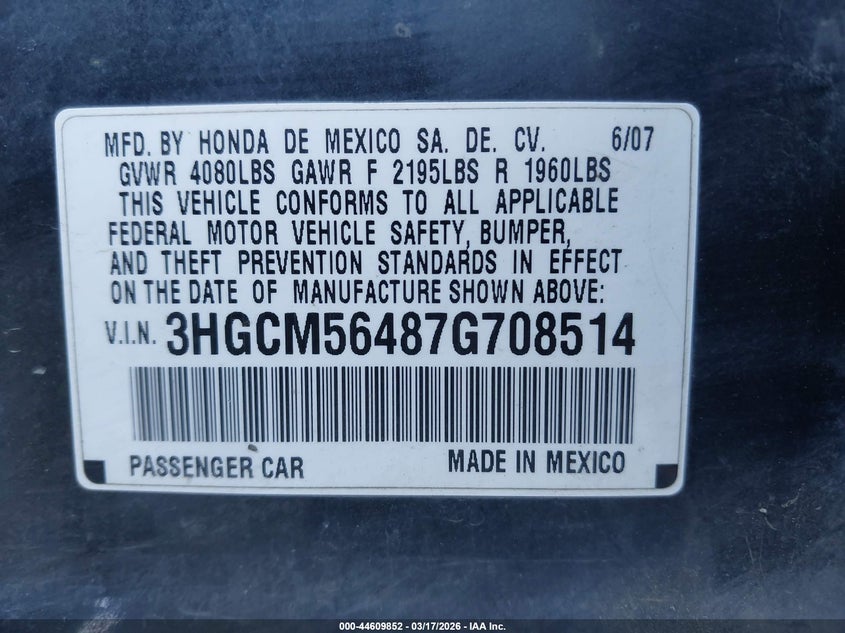 MFD. BY HONDA DE MEXICO SA. DE. CV. 6/07
GVWR 4080LBS GAWR F 2195LBS R 1960LBS
THIS VEHICLE CONFORMS TO ALL APPLICABLE
FEDERAL MOTOR VEHICLE SAFETY, BUMPER,
AND THEFT PREVENTION STANDARDS IN EFFECT
ON THE DATE OF MANUFACTURE SHOWN ABOVE:
V.I.N. 3HGCM56487G708514
PASSENGER CAR MADE IN MEXICO
000-44609852 / 03/17/2026 - IAA Inc.